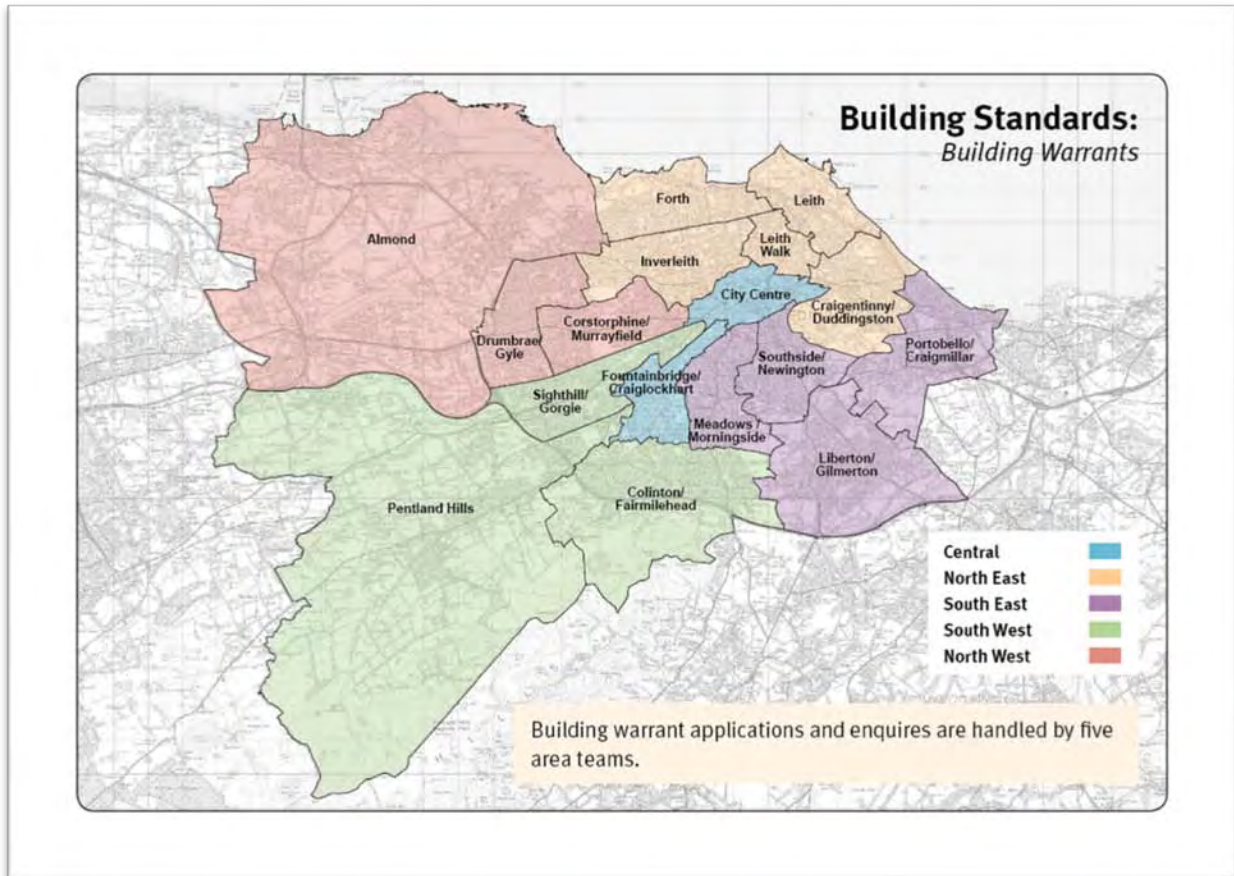 Building Standards:
Building Warrants
Forth
Leith
Almond
Leith
Walk
Inverleith
City Centre
Craigentinny/
Duddingston
Corstorphine/
Murrayfield
Drumbrae/
Gyle
Portobello/
Craigmillar
Southside/
Newington
Fountainbridge/
Craiglockhart
Sighthill/
Gorgie
Meadows /
Morningside
Liberton/
Gilmerton
Colinton/
Fairmilehead
Pentland Hills
Central
North East
South East
South West
North West
Building warrant applications and enquires are handled by five
area teams.